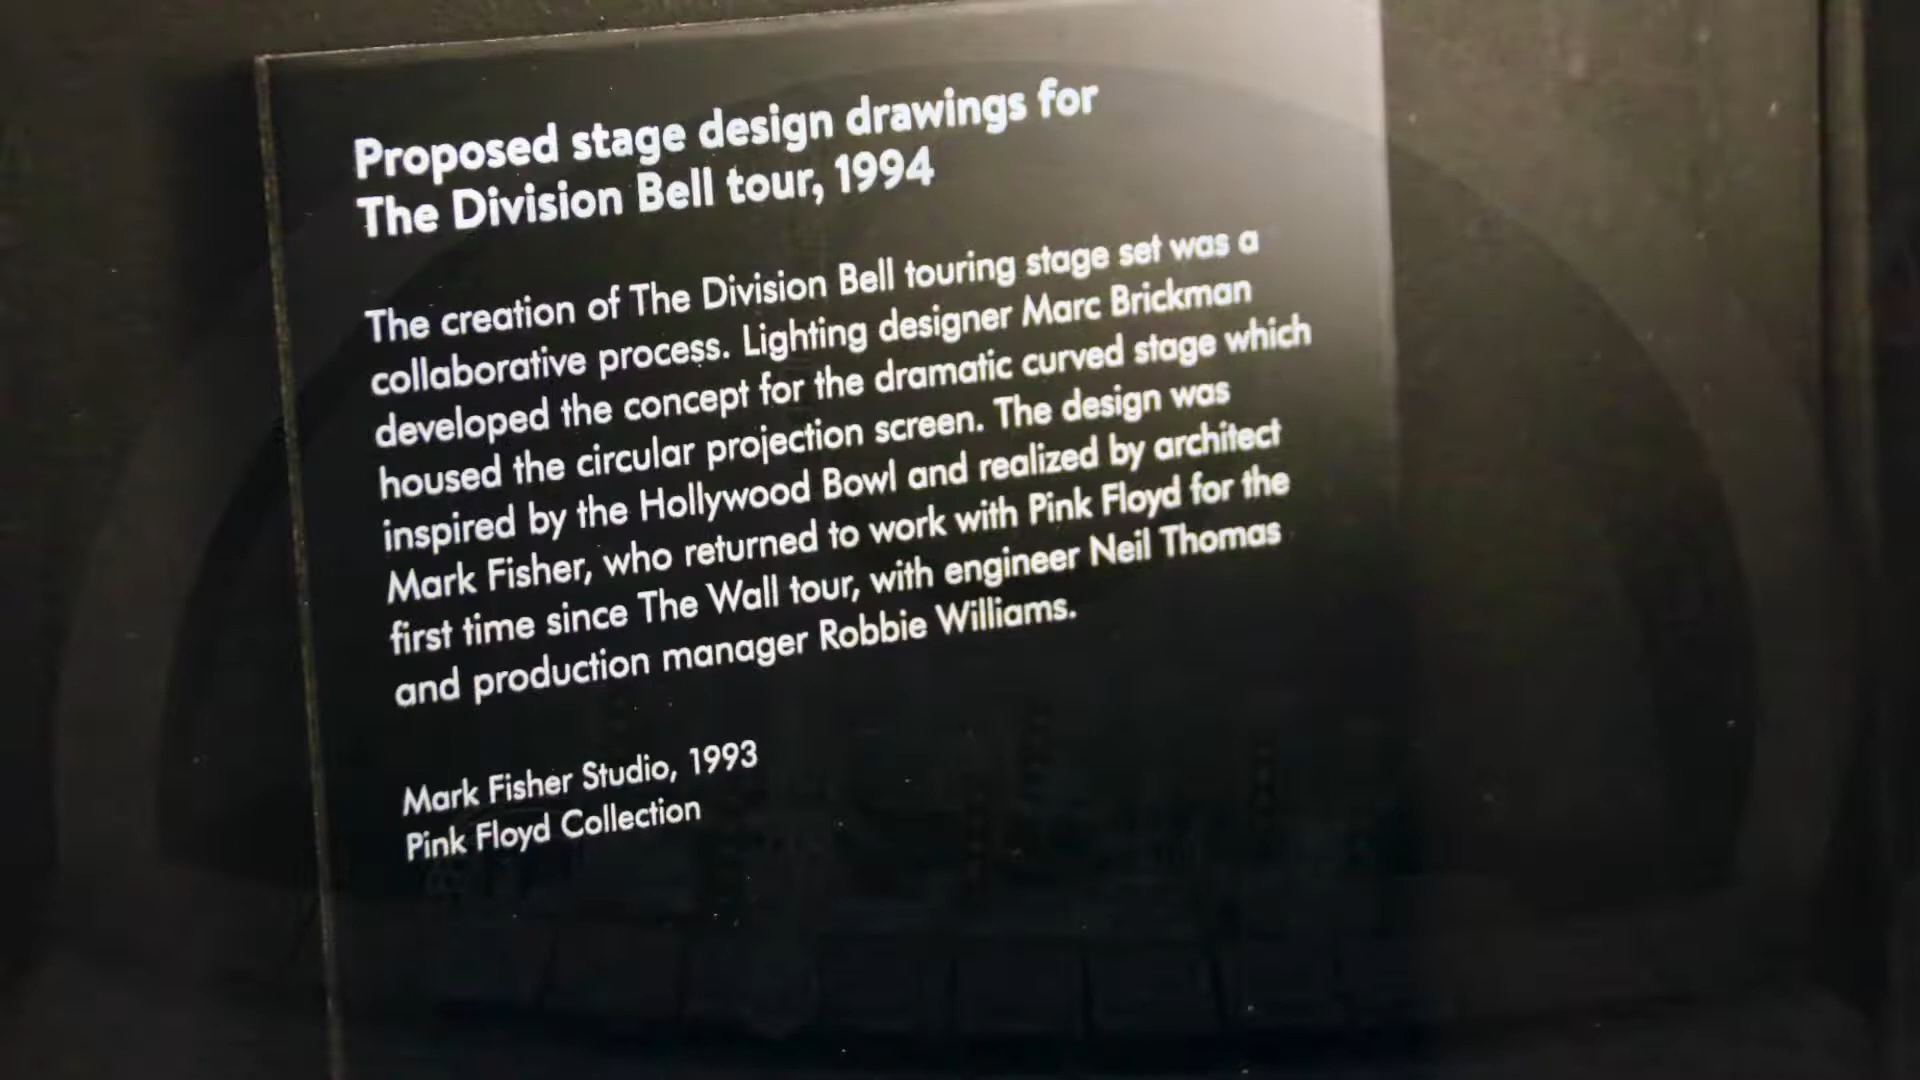 Proposed stage design drawings for
The Division Bell tour, 1994
The creation of The Division Bell touring stage set was a
collaborative process. Lighting designer Marc Brickman
developed the concept for the dramatic curved stage which
housed the circular projection screen. The design was
inspired by the Hollywood Bowl and realized by architect
Mark Fisher, who returned to work with Pink Floyd for the
first time since The Wall tour, with engineer Neil Thomas
and production manager Robbie Williams.
Mark Fisher Studio, 1993
Pink Floyd Collection